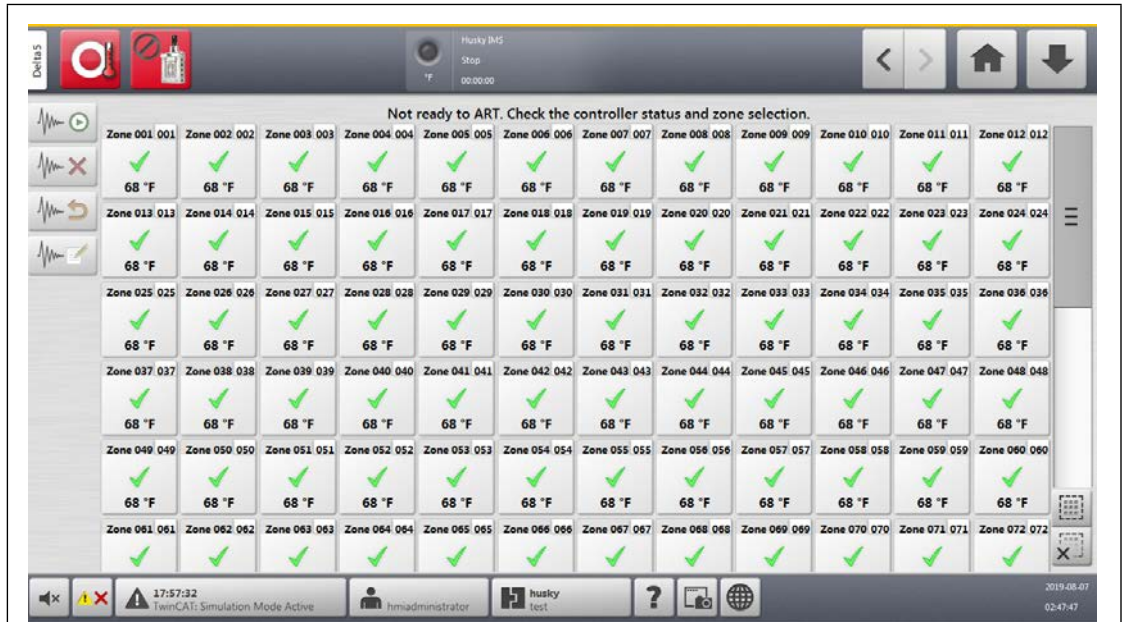 Delta5
Husky IMS
Stop
°F 00:00:00
Not ready to ART. Check the controller status and zone selection.
Zone 001 001 Zone 002 002 Zone 003 003 Zone 004 004 Zone 005 005 Zone 006 006 Zone 007 007 Zone 008 008 Zone 009 009 Zone 010 010 Zone 011 011 Zone 012 012
68 °F 68 °F 68 °F 68 °F 68 °F 68 °F 68 °F 68 °F 68 °F 68 °F 68 °F 68 °F
Zone 013 013 Zone 014 014 Zone 015 015 Zone 016 016 Zone 017 017 Zone 018 018 Zone 019 019 Zone 020 020 Zone 021 021 Zone 022 022 Zone 023 023 Zone 024 024
68 °F 68 °F 68 °F 68 °F 68 °F 68 °F 68 °F 68 °F 68 °F 68 °F 68 °F 68 °F
Zone 025 025 Zone 026 026 Zone 027 027 Zone 028 028 Zone 029 029 Zone 030 030 Zone 031 031 Zone 032 032 Zone 033 033 Zone 034 034 Zone 035 035 Zone 036 036
68 °F 68 °F 68 °F 68 °F 68 °F 68 °F 68 °F 68 °F 68 °F 68 °F 68 °F 68 °F
Zone 037 037 Zone 038 038 Zone 039 039 Zone 040 040 Zone 041 041 Zone 042 042 Zone 043 043 Zone 044 044 Zone 045 045 Zone 046 046 Zone 047 047 Zone 048 048
68 °F 68 °F 68 °F 68 °F 68 °F 68 °F 68 °F 68 °F 68 °F 68 °F 68 °F 68 °F
Zone 049 049 Zone 050 050 Zone 051 051 Zone 052 052 Zone 053 053 Zone 054 054 Zone 055 055 Zone 056 056 Zone 057 057 Zone 058 058 Zone 059 059 Zone 060 060
68 °F 68 °F 68 °F 68 °F 68 °F 68 °F 68 °F 68 °F 68 °F 68 °F 68 °F 68 °F
Zone 061 061 Zone 062 062 Zone 063 063 Zone 064 064 Zone 065 065 Zone 066 066 Zone 067 067 Zone 068 068 Zone 069 069 Zone 070 070 Zone 071 071 Zone 072 072
17:57:32
TwinCAT: Simulation Mode Active
hmiadministrator
husky
test
?
2019-08-07
02:47:47